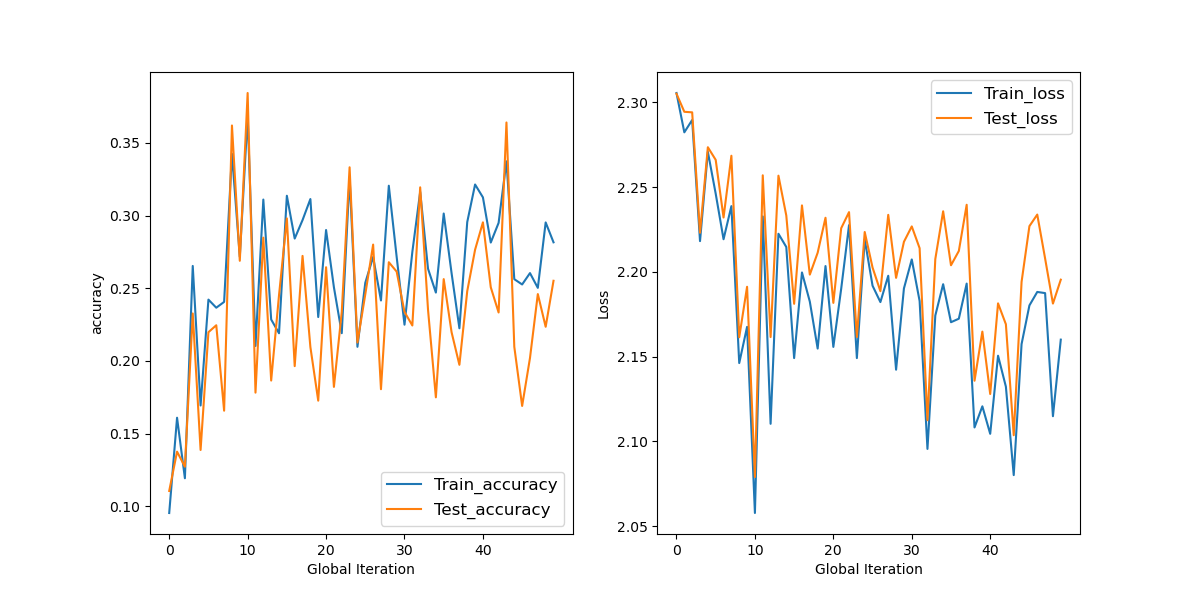 0.35
0.30
0.25
0.20
0.15
0.10
accuracy
0 10 20 30 40
Global Iteration
Train_accuracy
Test_accuracy
2.30
2.25
2.20
2.15
2.10
2.05
Loss
0 10 20 30 40
Global Iteration
Train_loss
Test_loss